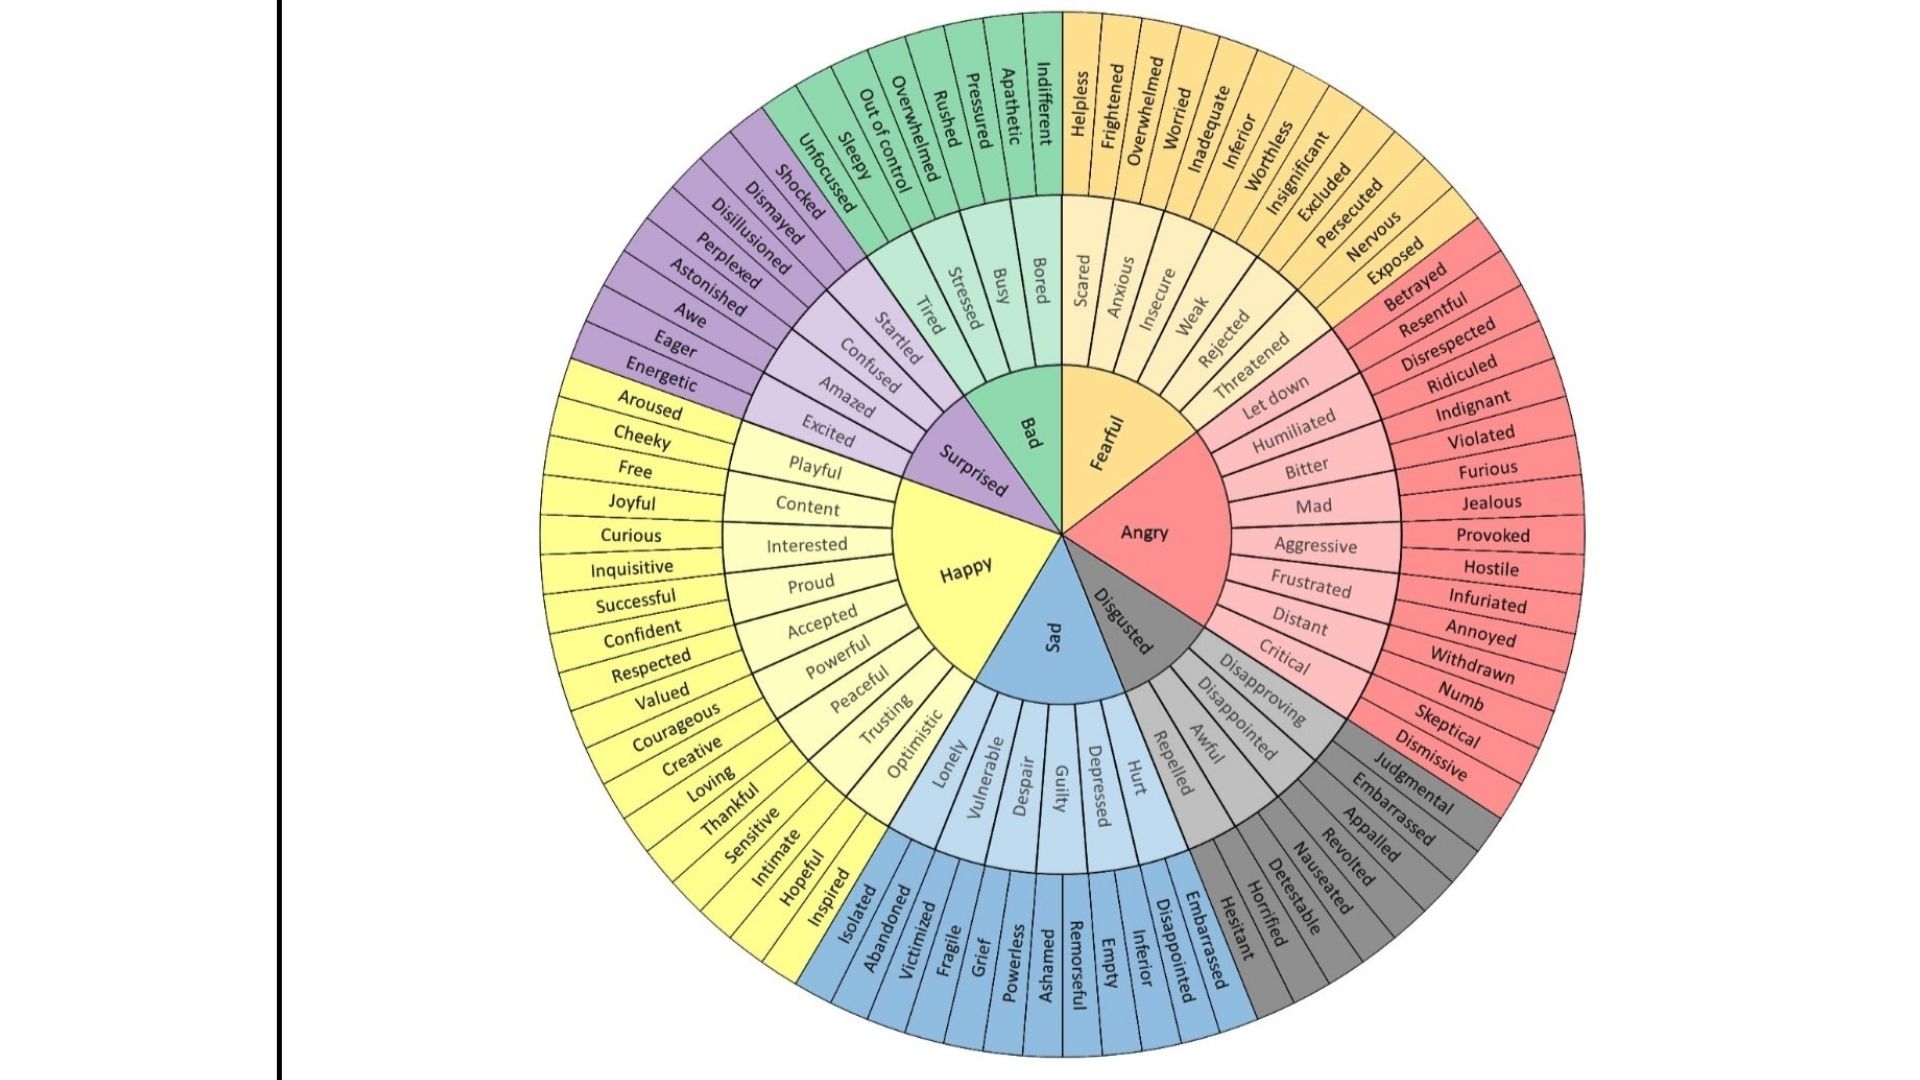 Fearful
Angry
Disgusted
Sad
Happy
Surprised
Bad
Scared
Anxious
Insecure
Weak
Rejected
Threatened
Let down
Humiliated
Bitter
Mad
Aggressive
Frustrated
Distant
Critical
Disapproving
Disappointed
Awful
Repelled
Hurt
Depressed
Guilty
Despair
Vulnerable
Lonely
Optimistic
Trusting
Peaceful
Powerful
Accepted
Proud
Interested
Content
Playful
Excited
Amazed
Confused
Startled
Tired
Stressed
Busy
Bored
Helpless
Frightened
Overwhelmed
Worried
Inadequate
Inferior
Worthless
Insignificant
Excluded
Persecuted
Nervous
Exposed
Betrayed
Resentful
Disrespected
Ridiculed
Indignant
Violated
Furious
Jealous
Provoked
Hostile
Infuriated
Annoyed
Withdrawn
Numb
Skeptical
Dismissive
Judgmental
Embarrassed
Appalled
Revolted
Nauseated
Detestable
Horrified
Hesitant
Embarrassed
Disappointed
Inferior
Empty
Remorseful
Ashamed
Powerless
Grief
Fragile
Victimized
Abandoned
Isolated
Inspired
Hopeful
Intimate
Sensitive
Thankful
Loving
Creative
Courageous
Valued
Respected
Confident
Successful
Inquisitive
Curious
Joyful
Free
Cheeky
Aroused
Energetic
Eager
Awe
Astonished
Perplexed
Disillusioned
Dismayed
Shocked
Unfocussed
Sleepy
Out of control
Overwhelmed
Rushed
Pressured
Apathetic
Indifferent